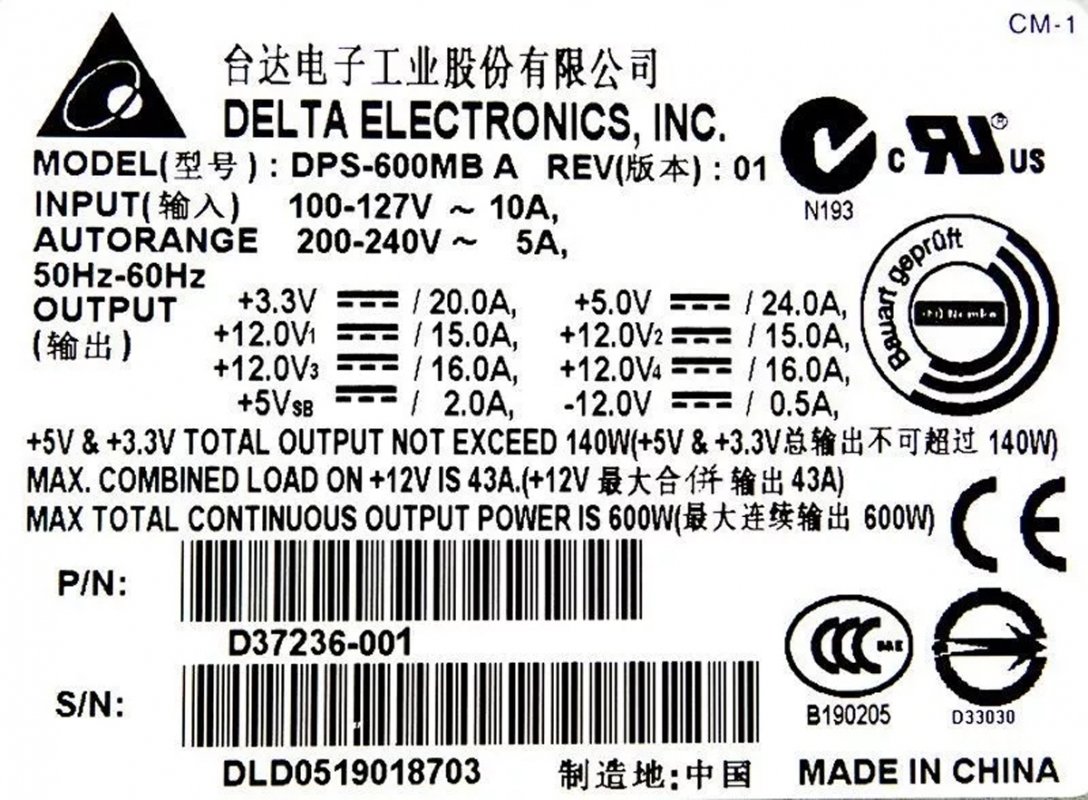 CM-1
台达电子工业股份有限公司
DELTA ELECTRONICS, INC.
MODEL(型号) : DPS-600MB A REV(版本) : 01
INPUT(输入) 100-127V ~ 10A,
AUTORANGE 200-240V ~ 5A,
50Hz-60Hz
OUTPUT
(输出)
+3.3V / 20.0A, +5.0V / 24.0A,
+12.0V1 / 15.0A, +12.0V2 / 15.0A,
+12.0V3 / 16.0A, +12.0V4 / 16.0A,
+5VSB / 2.0A, -12.0V / 0.5A,
+5V & +3.3V TOTAL OUTPUT NOT EXCEED 140W(+5V & +3.3V总输出不可超过 140W)
MAX. COMBINED LOAD ON +12V IS 43A.(+12V 最大合併 输出 43A)
MAX TOTAL CONTINUOUS OUTPUT POWER IS 600W(最大连续输出 600W)
N193
C RU ® US
Bauart geprüft
CE
P/N:
D37236-001
S/N:
DLD0519018703
CCC
B190205
D33030
制造地:中国 MADE IN CHINA